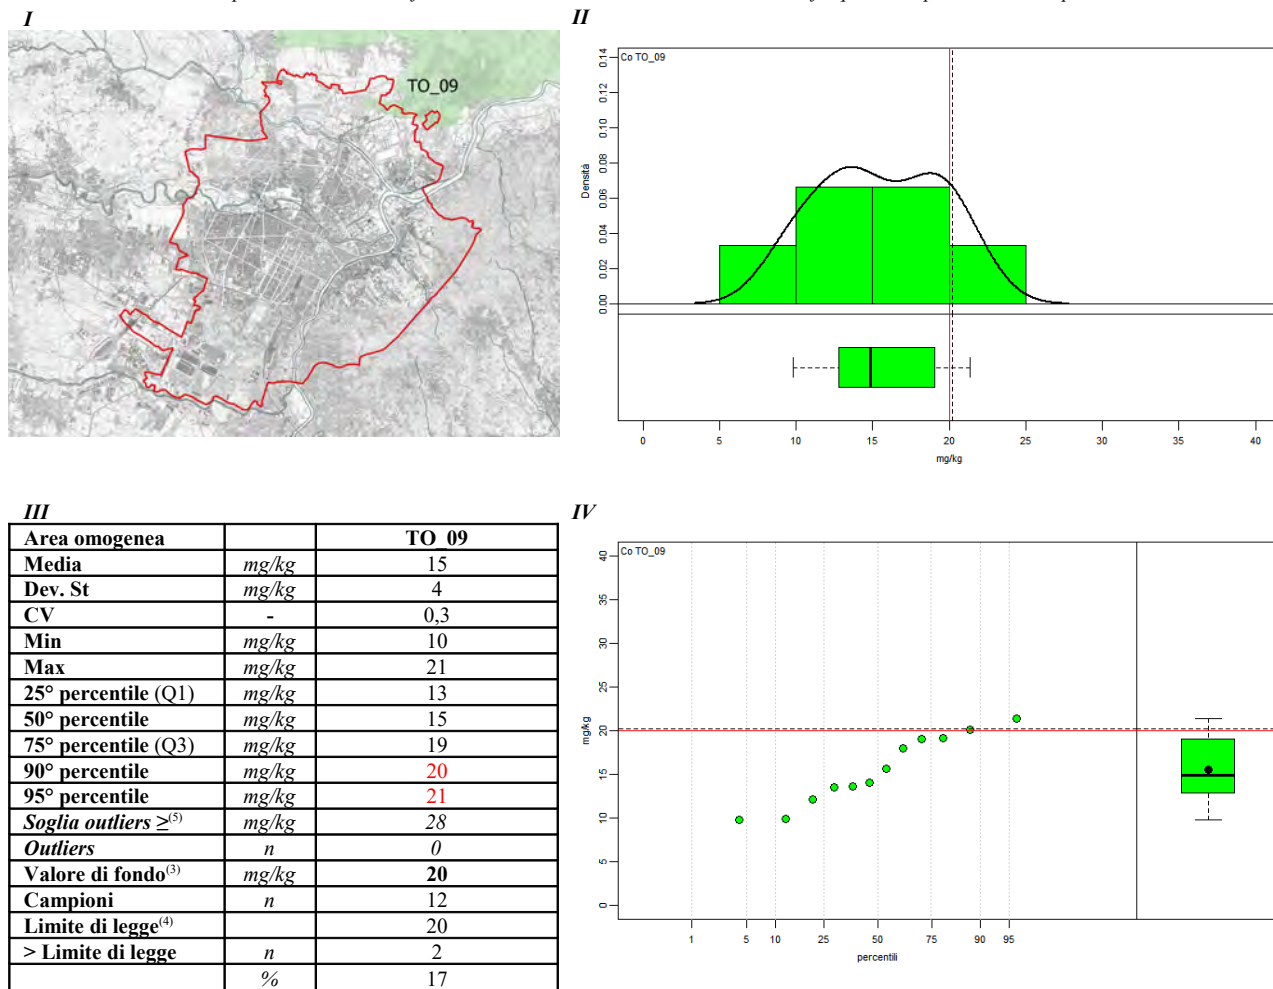 I
II
TO_09
Co TO_09
0.00 0.02 0.04 0.06 0.08 0.10 0.12 0.14
Densità
0 5 10 15 20 25 30 35 40
mg/kg
III
Area omogenea TO_09
Media mg/kg 15
Dev. St mg/kg 4
CV - 0,3
Min mg/kg 10
Max mg/kg 21
25° percentile (Q1) mg/kg 13
50° percentile mg/kg 15
75° percentile (Q3) mg/kg 19
90° percentile mg/kg 20
95° percentile mg/kg 21
Soglia outliers ≥(5) mg/kg 28
Outliers n 0
Valore di fondo(3) mg/kg 20
Campioni n 12
Limite di legge(4) 20
> Limite di legge n 2
% 17
IV
Co TO_09
0 5 10 15 20 25 30 35 40
mg/kg
1 5 10 25 50 75 90 95
percentili